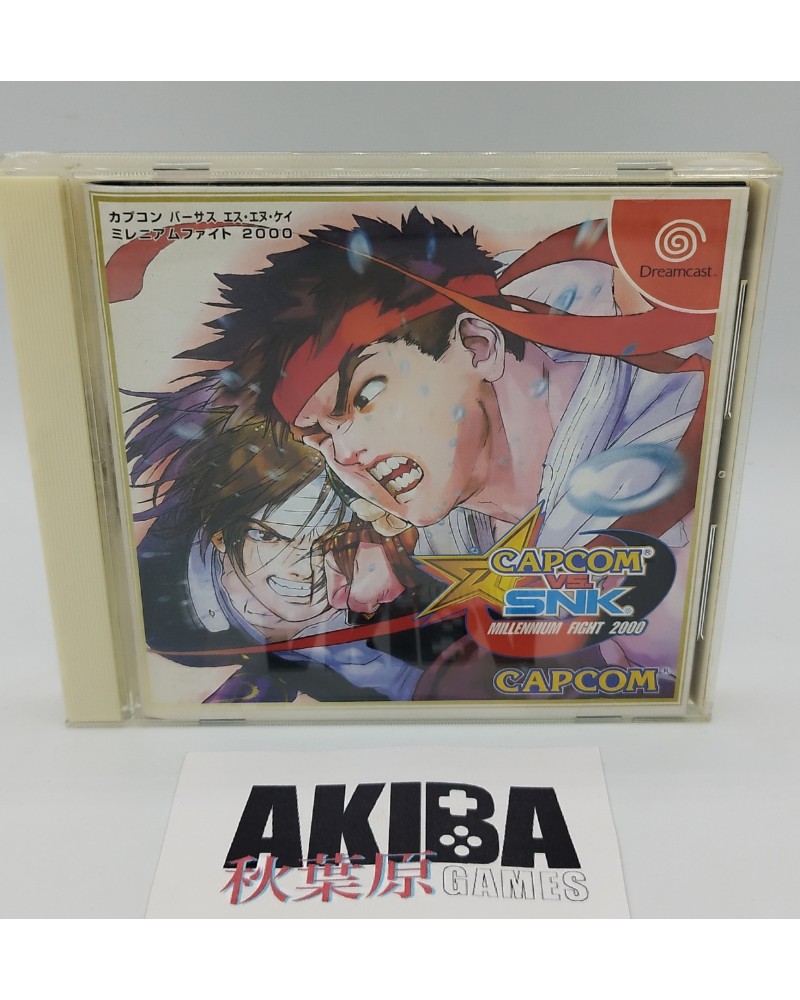 カプコン バーサス エス・エヌ・ケイ
ミレニアムファイト 2000
Dreamcast™
CAPCOM®
VS.
SNK®
MILLENNIUM FIGHT 2000
CAPCOM®
AKIBA
秋葉原 GAMES